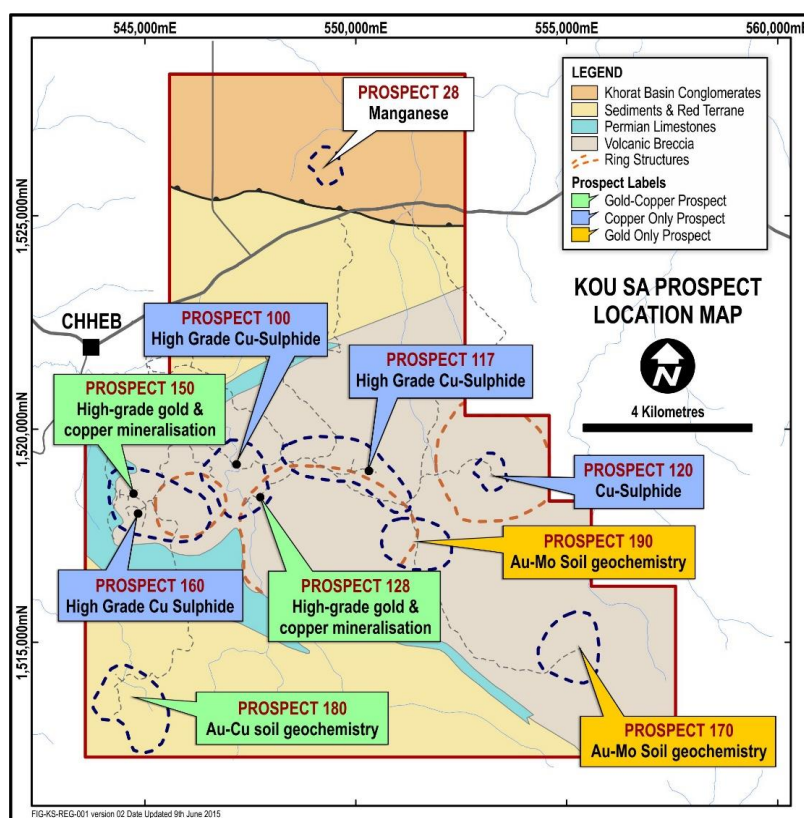 545,000mE
550,000mE
555,000mE
560,000mE
PROSPECT 28
Manganese
LEGEND
Khorat Basin Conglomerates
Sediments & Red Terrane
Permian Limestones
Volcanic Breccia
Ring Structures
Prospect Labels
Gold-Copper Prospect
Copper Only Prospect
Gold Only Prospect
1,525,000mN
KOU SA PROSPECT
LOCATION MAP
N
4 Kilometres
CHHEB
PROSPECT 100
High Grade Cu-Sulphide
PROSPECT 117
High Grade Cu-Sulphide
PROSPECT 150
High-grade gold &
copper mineralisation
1,520,000mN
PROSPECT 120
Cu-Sulphide
PROSPECT 190
Au-Mo Soil geochemistry
PROSPECT 160
High Grade Cu Sulphide
PROSPECT 128
High-grade gold &
copper mineralisation
1,515,000mN
PROSPECT 180
Au-Cu soil geochemistry
PROSPECT 170
Au-Mo Soil geochemistry
FIG-KS-REG-001 version 02 Date Updated 9th June 2015